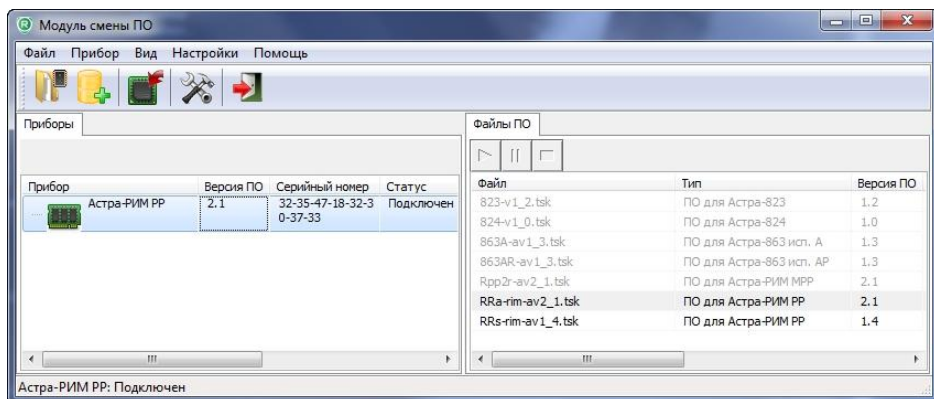 Модуль смены ПО
Файл Прибор Вид Настройки Помощь
Приборы
Прибор Версия ПО Серийный номер Статус
Астра-РИМ РР 2.1 32-35-47-18-32-3 Подключен
0-37-33
Файлы ПО
Файл Тип Версия ПО
823-v1_2.tsk ПО для Астра-823 1.2
824-v1_0.tsk ПО для Астра-824 1.0
863A-av1_3.tsk ПО для Астра-863 исп. А 1.3
863AR-av1_3.tsk ПО для Астра-863 исп. АР 1.3
Rpp2r-av2_1.tsk ПО для Астра-РИМ МРР 2.1
RRa-rim-av2_1.tsk ПО для Астра-РИМ РР 2.1
RRs-rim-av1_4.tsk ПО для Астра-РИМ РР 1.4
Астра-РИМ РР: Подключен